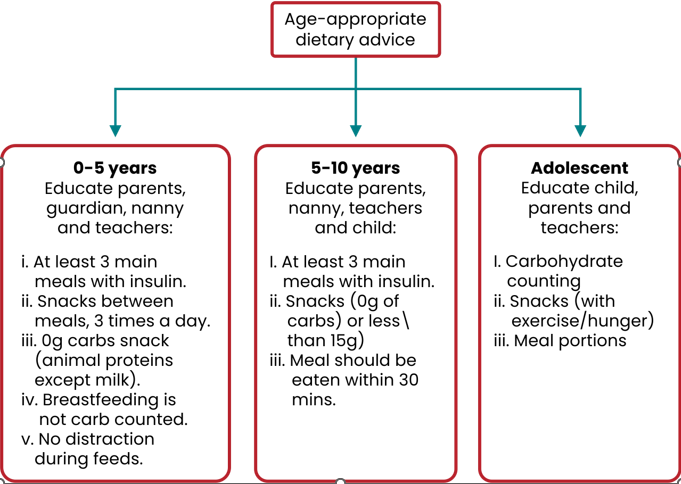 Age-appropriate
dietary advice
0-5 years
Educate parents,
guardian, nanny
and teachers:
i. At least 3 main
meals with insulin.
ii. Snacks between
meals, 3 times a day.
iii. 0g carbs snack
(animal proteins
except milk).
iv. Breastfeeding is
not carb counted.
v. No distraction
during feeds.
5-10 years
Educate parents,
nanny, teachers
and child:
I. At least 3 main
meals with insulin.
ii. Snacks (0g of
carbs) or less\
than 15g)
iii. Meal should be
eaten within 30
mins.
Adolescent
Educate child,
parents and
teachers:
I. Carbohydrate
counting
ii. Snacks (with
exercise/hunger)
iii. Meal portions